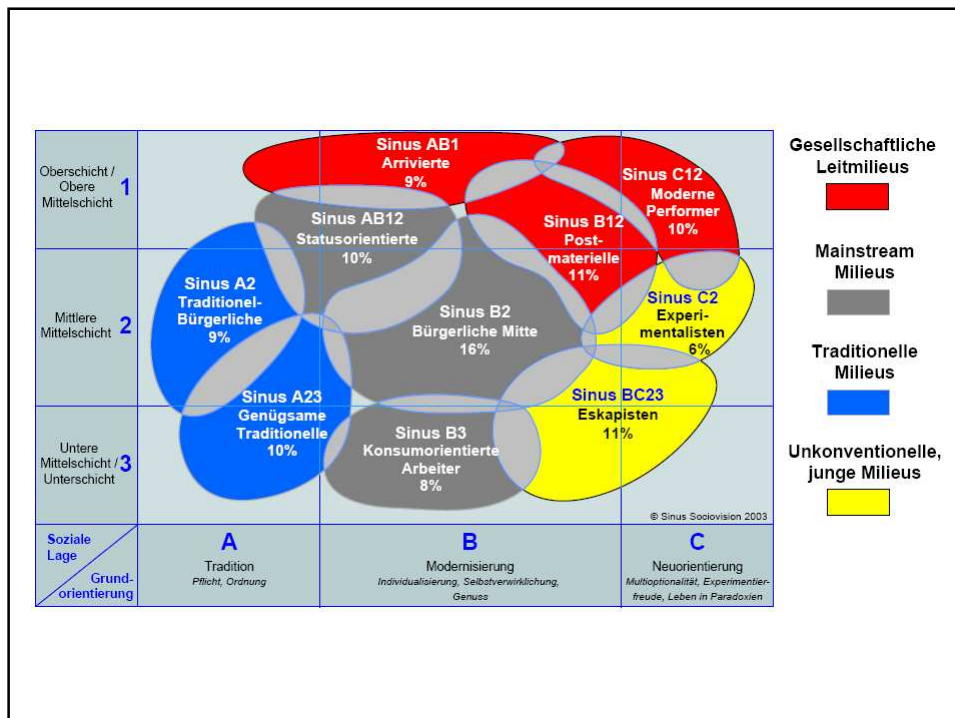 Oberschicht /
Obere
Mittelschicht
1
Mittlere
Mittelschicht
2
Untere
Mittelschicht /
Unterschicht
3
Sinus AB1
Arrivierte
9%
Sinus C12
Moderne
Performer
10%
Sinus AB12
Statusorientierte
10%
Sinus B12
Post-
materielle
11%
Sinus A2
Traditionel-
Bürgerliche
9%
Sinus B2
Bürgerliche Mitte
16%
Sinus C2
Experi-
mentalisten
6%
Sinus A23
Genügsame
Traditionelle
10%
Sinus B3
Konsumorientierte
Arbeiter
8%
Sinus BC23
Eskapisten
11%
© Sinus Sociovision 2003
Soziale
Lage
Grund-
orientierung
A
Tradition
Pflicht, Ordnung
B
Modernisierung
Individualisierung, Selbstverwirklichung,
Genuss
C
Neuorientierung
Multioptionalität, Experimentier-
freude, Leben in Paradoxien
Gesellschaftliche
Leitmilieus
Mainstream
Milieus
Traditionelle
Milieus
Unkonventionelle,
junge Milieus